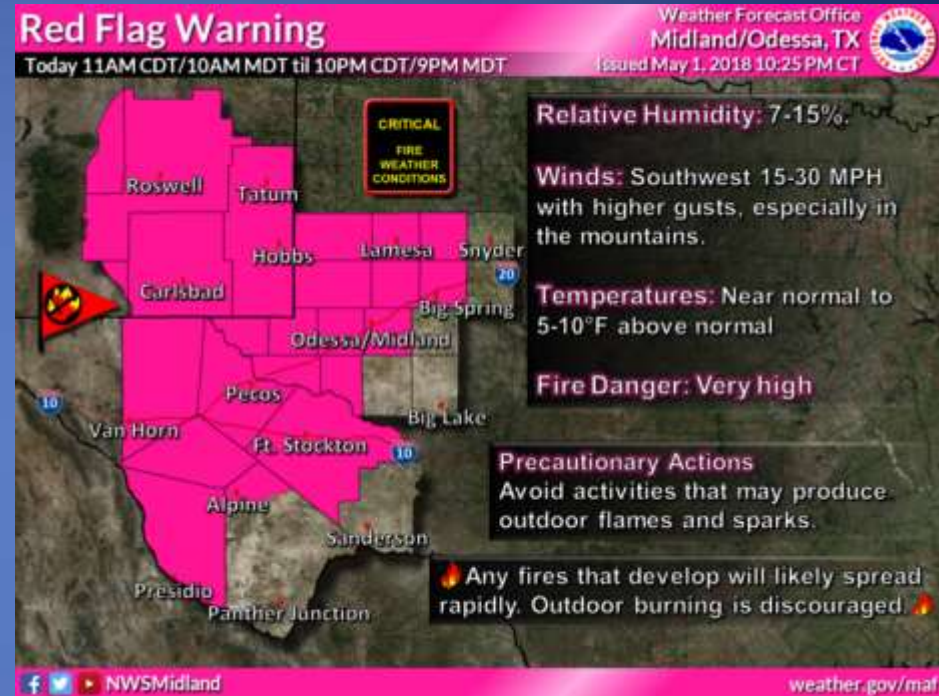 Red Flag Warning
Weather Forecast Office
Midland/Odessa, TX
Today 11AM CDT/10AM MDT til 10PM CDT/9PM MDT
Issued May 1, 2018 10:25 PM CT
CRITICAL
FIRE
WEATHER
CONDITIONS
Relative Humidity: 7-15%.
Winds: Southwest 15-30 MPH
with higher gusts, especially in
the mountains.
Temperatures: Near normal to
5-10°F above normal
Fire Danger: Very high
Roswell
Tatum
Hobbs
Lamesa
Snyder
20
Carlsbad
Big Spring
Odessa/Midland
Pecos
10
Big Lake
Van Horn
Ft. Stockton
10
Alpine
Sanderson
Presidio
Panther Junction
Precautionary Actions
Avoid activities that may produce
outdoor flames and sparks.
Any fires that develop will likely spread
rapidly. Outdoor burning is discouraged.
NWSMidland
weather.gov/maf